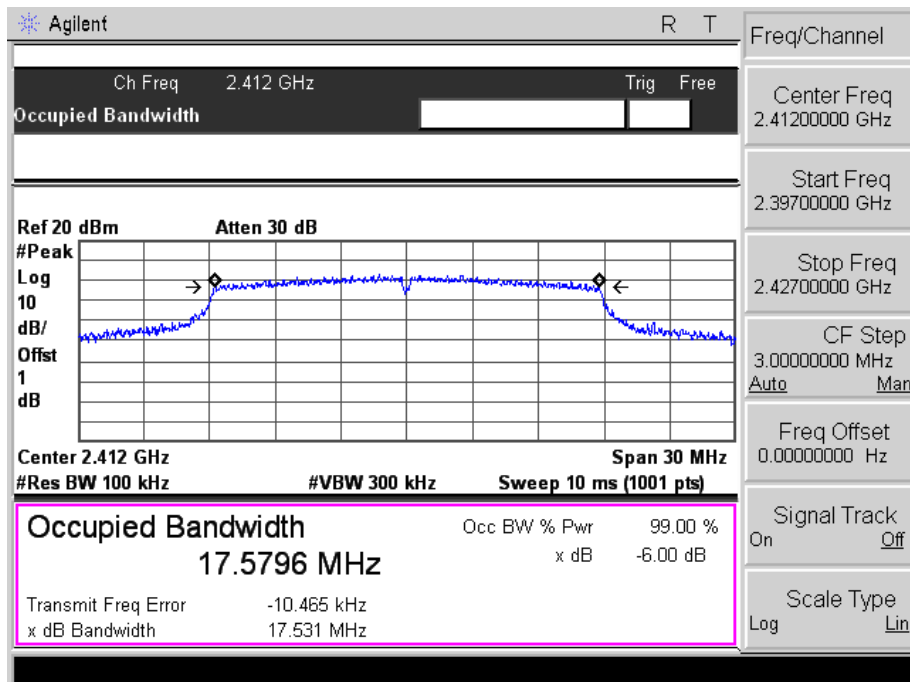 Agilent
R T
Ch Freq 2.412 GHz Trig Free
Occupied Bandwidth
Ref 20 dBm Atten 30 dB
#Peak
Log
10
dB/
Offst
1
dB
Center 2.412 GHz Span 30 MHz
#Res BW 100 kHz #VBW 300 kHz Sweep 10 ms (1001 pts)
Occupied Bandwidth
17.5796 MHz
Occ BW % Pwr 99.00 %
x dB -6.00 dB
Transmit Freq Error -10.465 kHz
x dB Bandwidth 17.531 MHz
Freq/Channel
Center Freq
2.41200000 GHz
Start Freq
2.39700000 GHz
Stop Freq
2.42700000 GHz
CF Step
3.00000000 MHz
Auto Man
Freq Offset
0.00000000 Hz
Signal Track
On Off
Scale Type
Log Lin